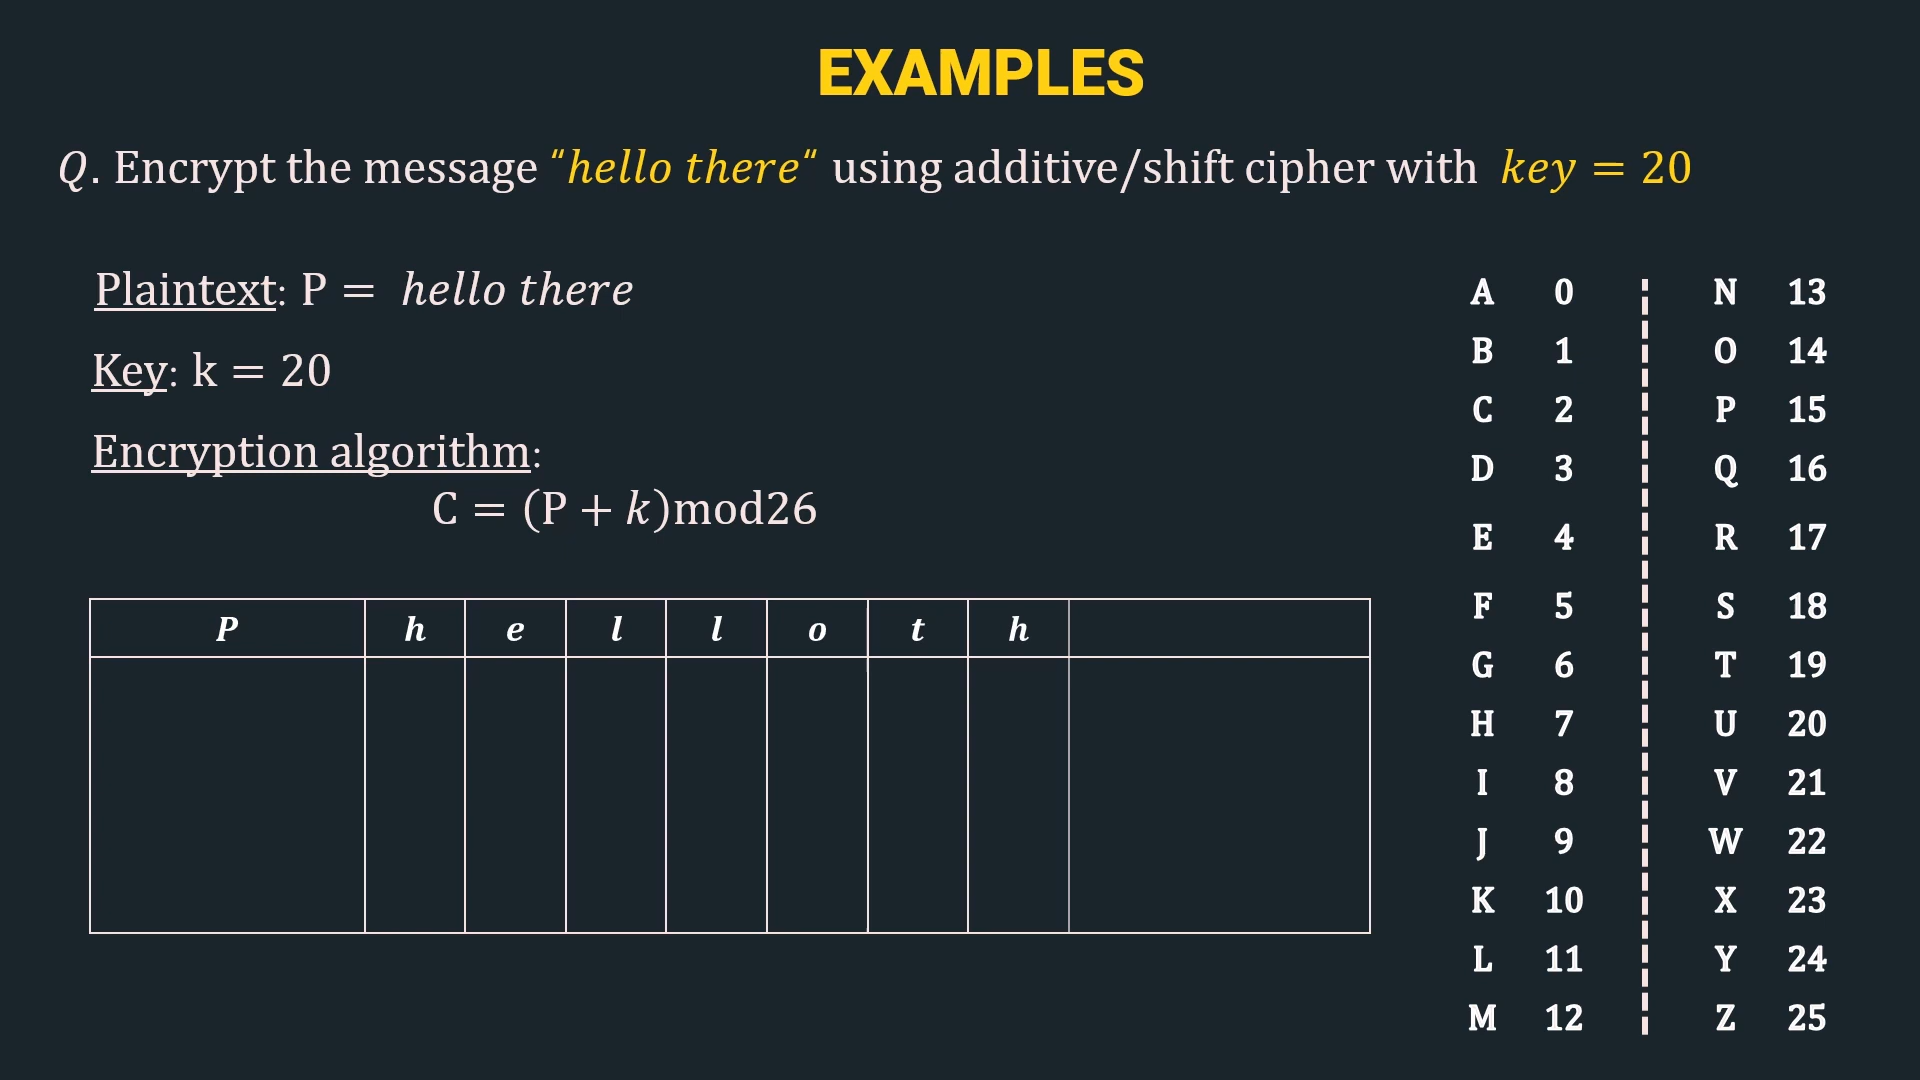 EXAMPLES
Q. Encrypt the message “hello there“ using additive/shift cipher with key = 20
Plaintext: P = hello there
Key: k = 20
Encryption algorithm:
C = (P + k)mod26
P h e l l o t h
A 0 N 13
B 1 O 14
C 2 P 15
D 3 Q 16
E 4 R 17
F 5 S 18
G 6 T 19
H 7 U 20
I 8 V 21
J 9 W 22
K 10 X 23
L 11 Y 24
M 12 Z 25